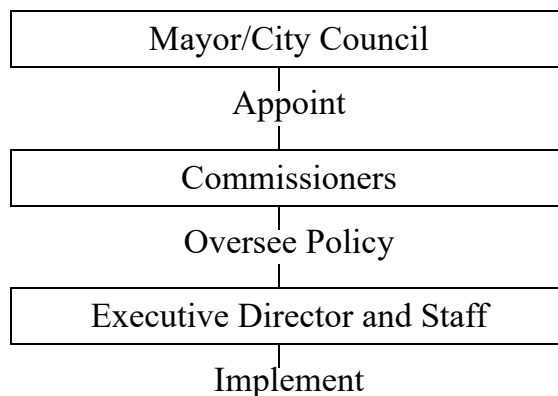 Mayor/City Council
Appoint
Commissioners
Oversee Policy
Executive Director and Staff
Implement